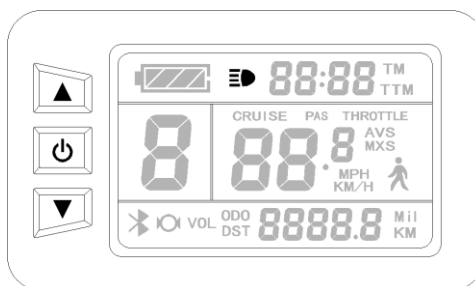 88:88 TM
TTM
CRUISE PAS THROTTLE
8 88.8 AVS
MXS
MPH
KM/H
VOL ODO 8888.8 Mil
DST KM